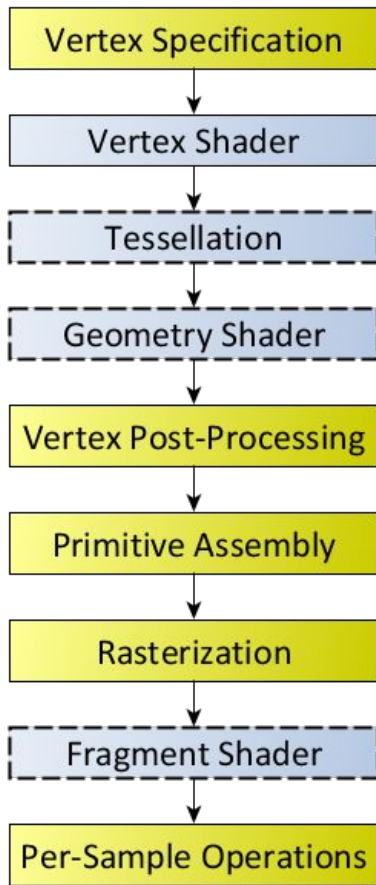 Vertex Specification
Vertex Shader
Tessellation
Geometry Shader
Vertex Post-Processing
Primitive Assembly
Rasterization
Fragment Shader
Per-Sample Operations